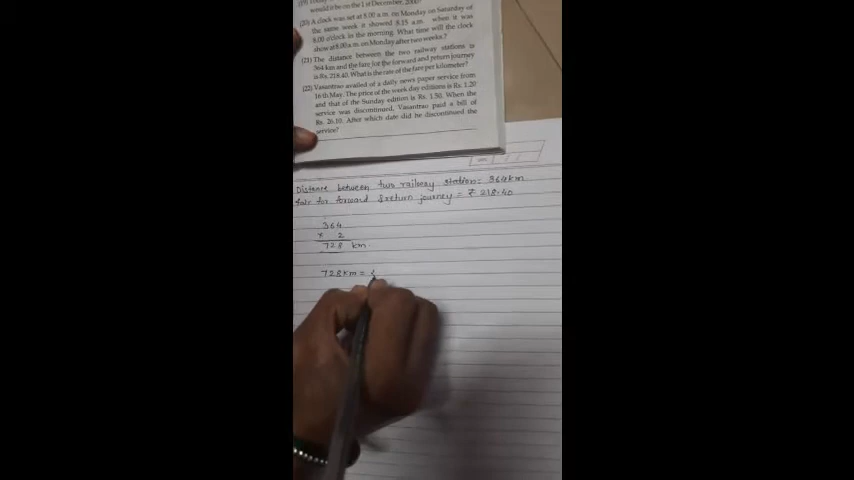 would it be on the 1st December, 2000?
(20) A clock was set at 8.00 a.m. on Monday on Saturday of
the same week it showed 8.15 a.m. when it was
8.00 o'clock in the morning. What time will the clock
show at 8.00 a.m. on Monday after two weeks?
(21) The distance between the two railway stations is
364 km and the fare for the forward and return journey
is Rs. 218.40. What is the rate of the fare per kilometer?
(22) Vasantrao availed of a daily news paper service from
16th May. The price of the week day editions is Rs. 1.20
and that of the Sunday edition is Rs. 1.50. When the
service was discontinued, Vasantrao paid a bill of
Rs. 26.10. After which date did he discontinued the
service?
Distance between two railway station = 364km
fair for forward & return journey = ₹ 218.40
364
× 2
728 km
728km =